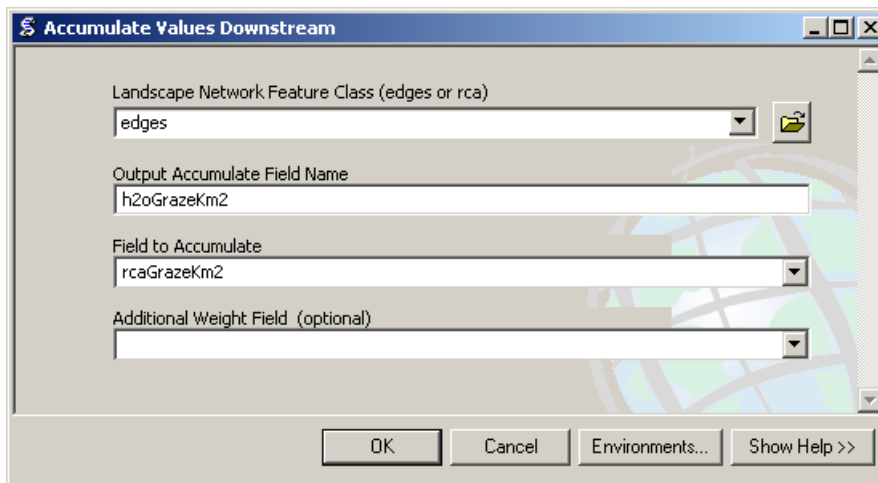 Accumulate Values Downstream
Landscape Network Feature Class (edges or rca)
edges
Output Accumulate Field Name
h2oGrazeKm2
Field to Accumulate
rcaGrazeKm2
Additional Weight Field (optional)
OK Cancel Environments... Show Help >>